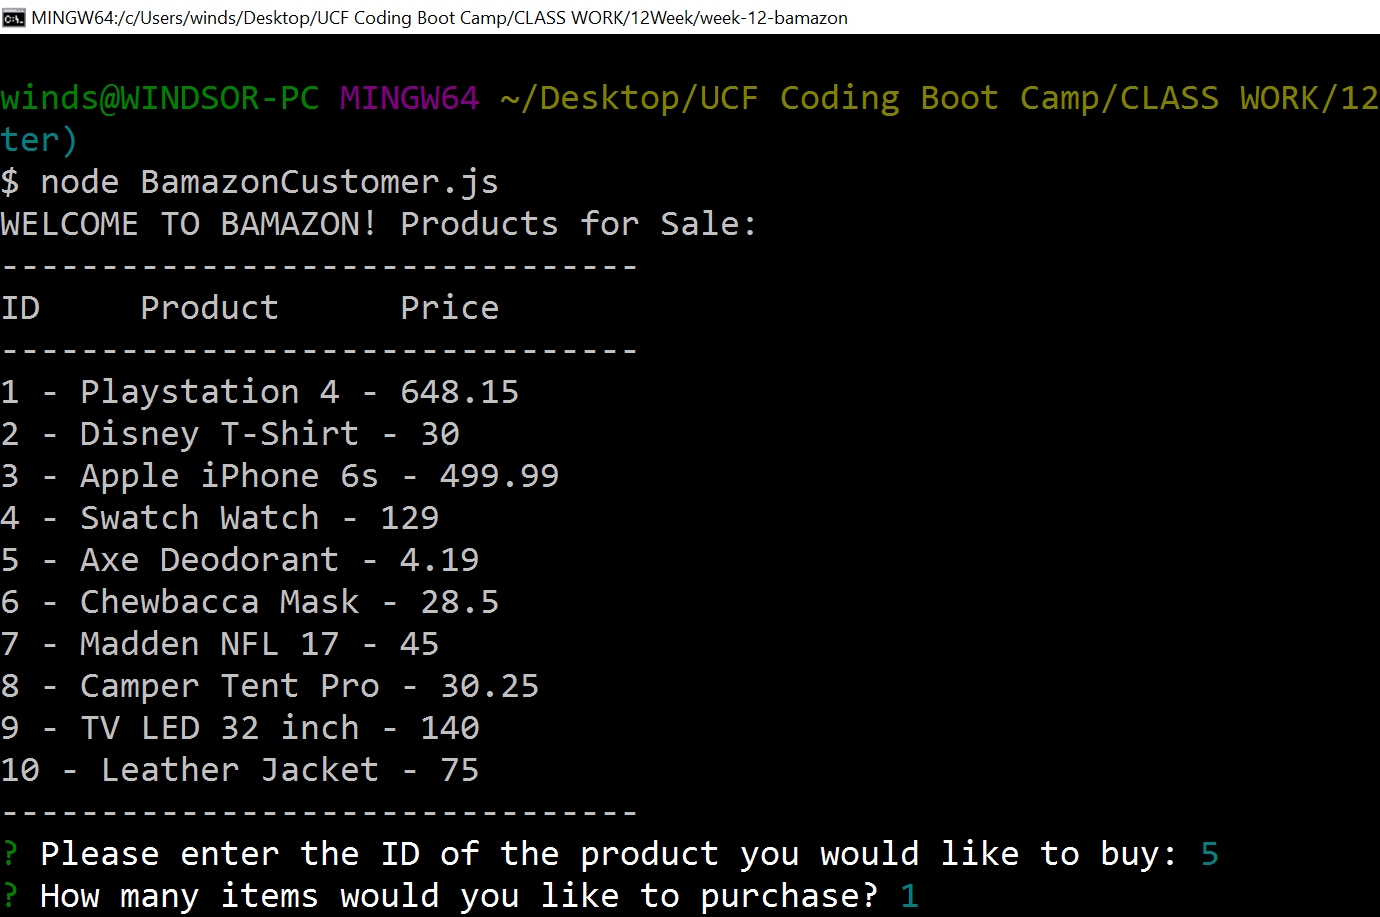 MINGW64:/c/Users/winds/Desktop/UCF Coding Boot Camp/CLASS WORK/12Week/week-12-bamazon
winds@WINDSOR-PC MINGW64 ~/Desktop/UCF Coding Boot Camp/CLASS WORK/12
ter)
$ node BamazonCustomer.js
WELCOME TO BAMAZON! Products for Sale:
--------------------------------
ID     Product      Price
--------------------------------
1 - Playstation 4 - 648.15
2 - Disney T-Shirt - 30
3 - Apple iPhone 6s - 499.99
4 - Swatch Watch - 129
5 - Axe Deodorant - 4.19
6 - Chewbacca Mask - 28.5
7 - Madden NFL 17 - 45
8 - Camper Tent Pro - 30.25
9 - TV LED 32 inch - 140
10 - Leather Jacket - 75
--------------------------------
? Please enter the ID of the product you would like to buy: 5
? How many items would you like to purchase? 1